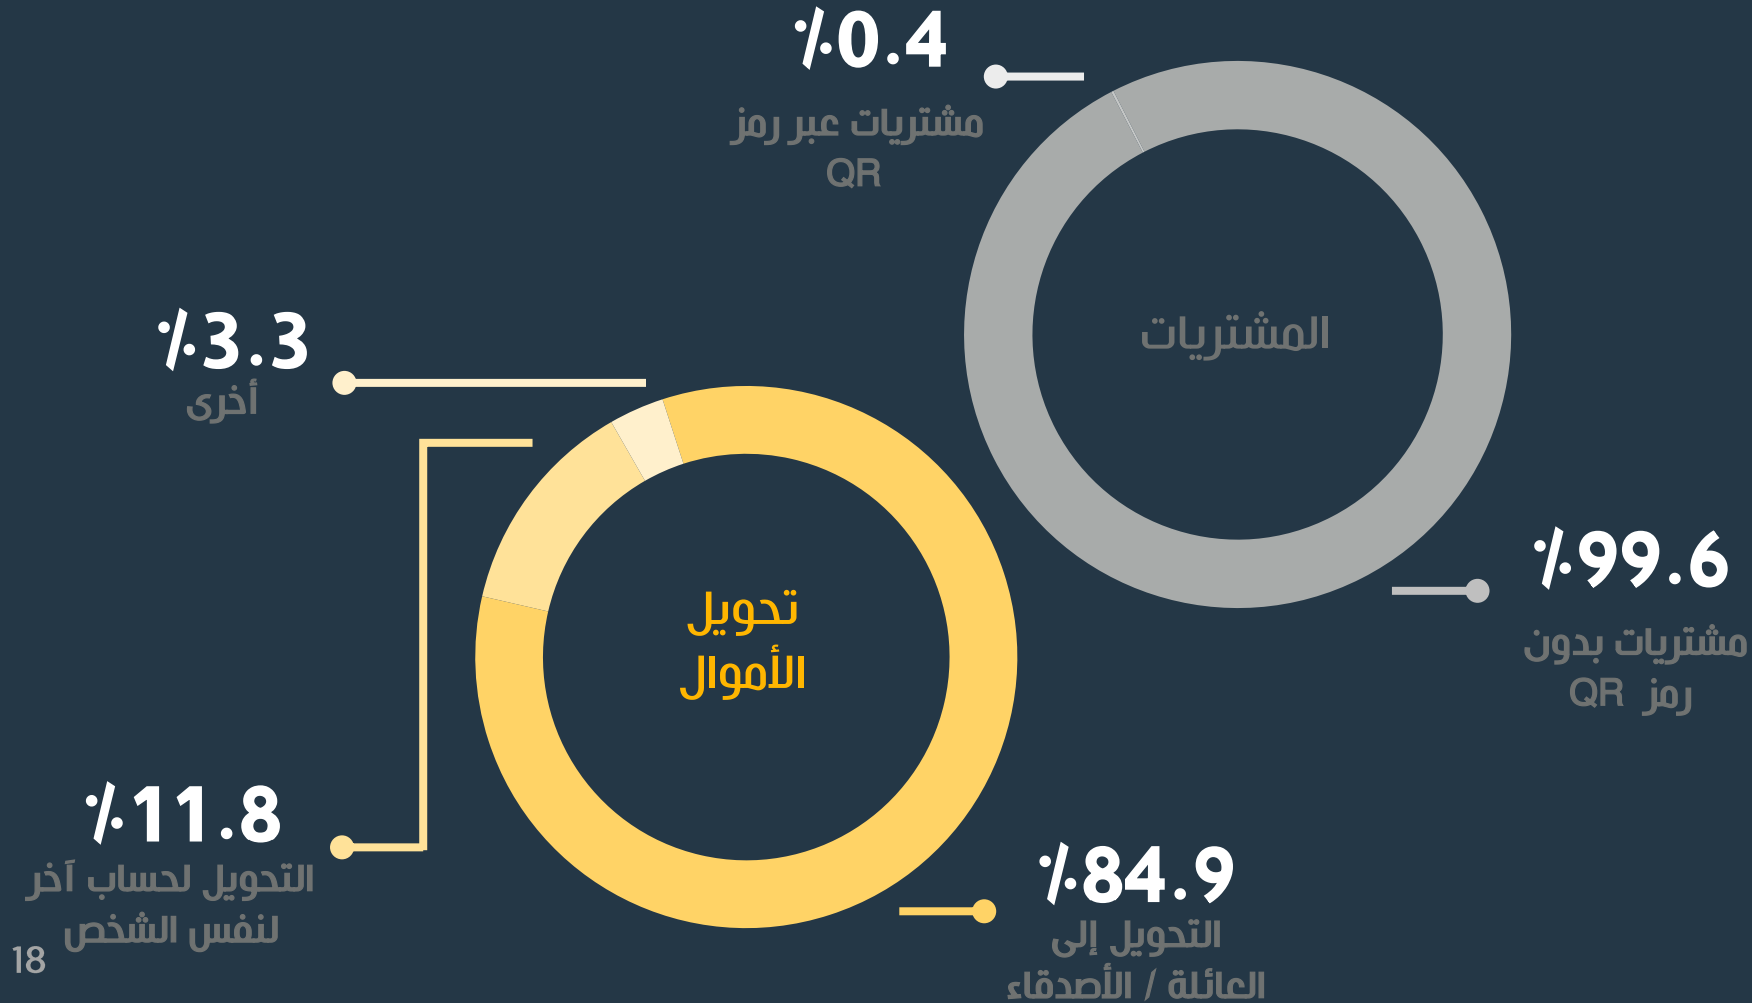 ٪0.4
مشتريات عبر رمز
QR
المشتريات
٪99.6
مشتريات بدون
رمز QR
٪3.3
أخرى
تحويل
الأموال
٪11.8
التحويل لحساب آخر
لنفس الشخص
٪84.9
التحويل إلى
العائلة / الأصدقاء
18